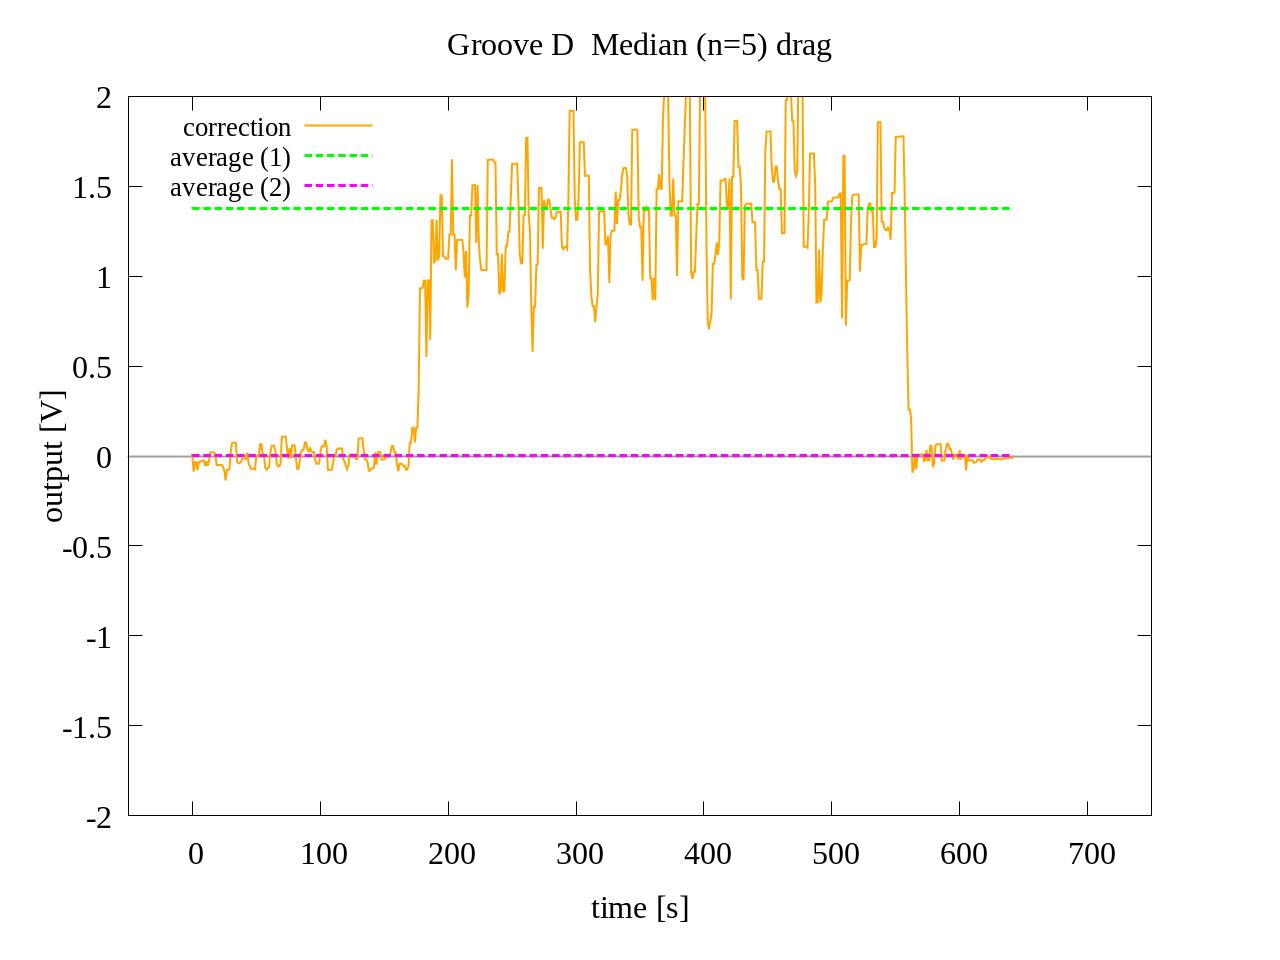 Groove D  Median (n=5) drag
correction
average (1)
average (2)
2
1.5
1
0.5
0
-0.5
-1
-1.5
-2
output [V]
0 100 200 300 400 500 600 700
time [s]